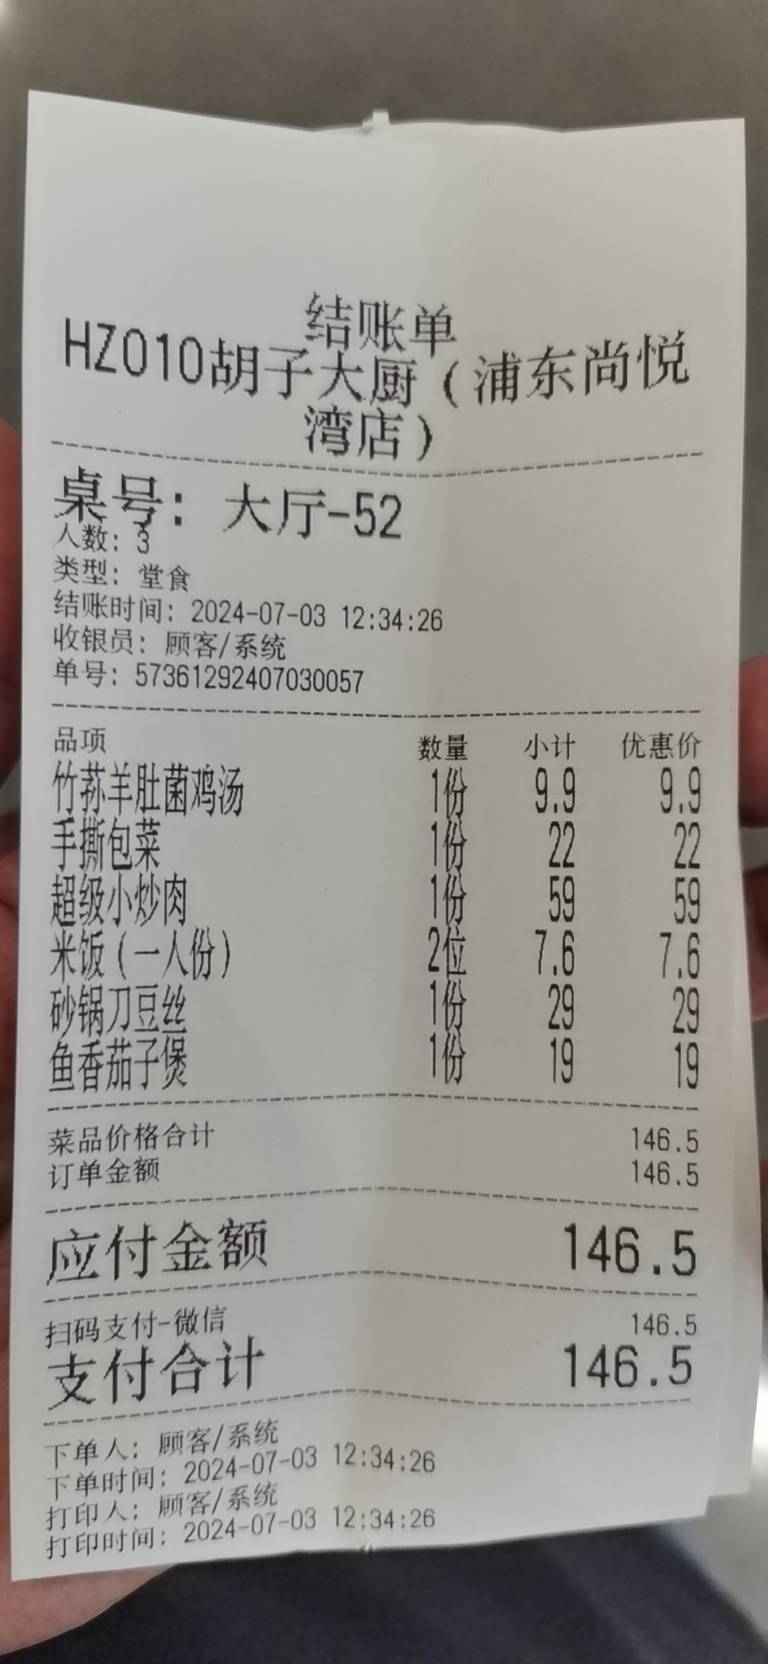 结账单
HZ010胡子大厨(浦东尚悦
湾店)
桌号: 大厅-52
人数: 3
类型: 堂食
结账时间: 2024-07-03 12:34:26
收银员: 顾客/系统
单号: 57361292407030057
品项 数量 小计 优惠价
竹荪羊肚菌鸡汤 1份 9.9 9.9
手撕包菜 1份 22 22
超级小炒肉 1份 59 59
米饭(一人份) 2位 7.6 7.6
砂锅刀豆丝 1份 29 29
鱼香茄子煲 1份 19 19
菜品价格合计 146.5
订单金额 146.5
应付金额 146.5
扫码支付-微信 146.5
支付合计 146.5
下单人: 顾客/系统
下单时间: 2024-07-03 12:34:26
打印人: 顾客/系统
打印时间: 2024-07-03 12:34:26